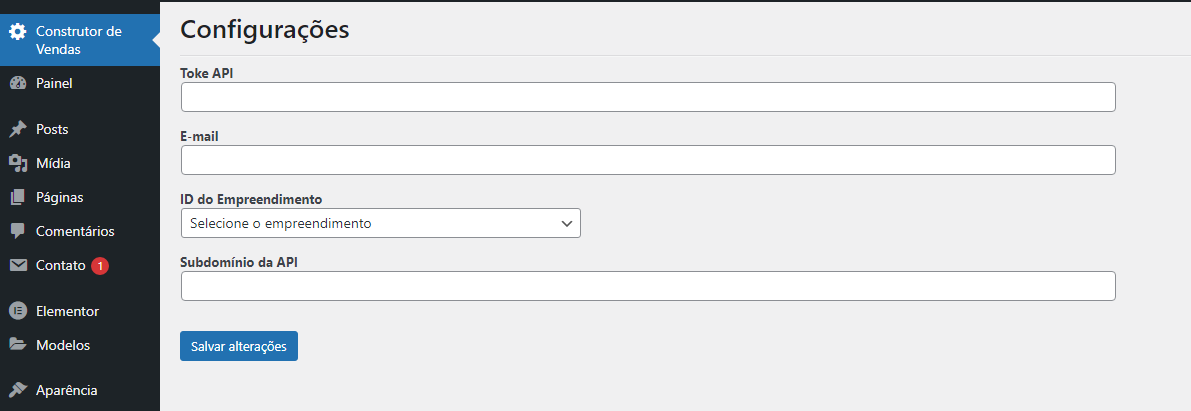 Construtor de
Vendas
Painel
Posts
Mídia
Páginas
Comentários
Contato 1
Elementor
Modelos
Aparência
Configurações
Toke API
E-mail
ID do Empreendimento
Selecione o empreendimento
Subdomínio da API
Salvar alterações